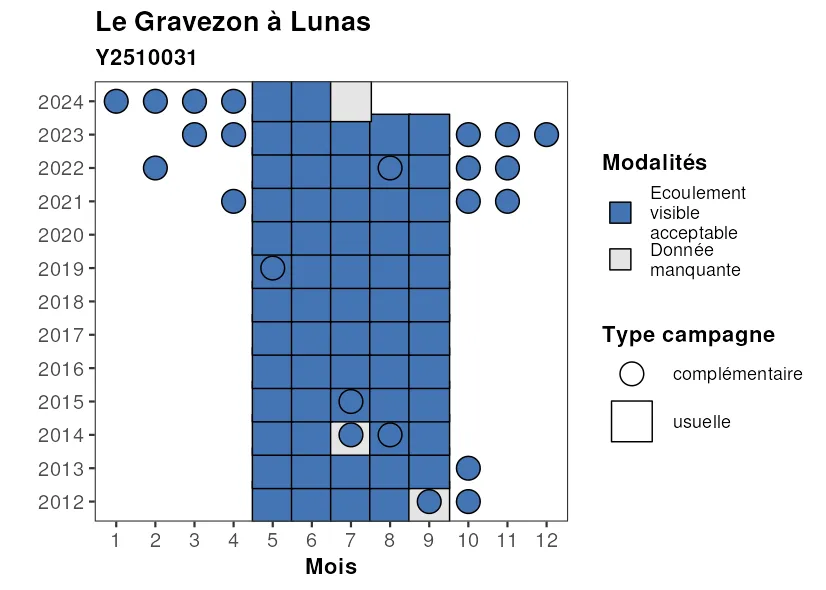 Le Gravezon à Lunas
Y2510031
2024
2023
2022
2021
2020
2019
2018
2017
2016
2015
2014
2013
2012
1 2 3 4 5 6 7 8 9 10 11 12
Mois
Modalités
Ecoulement
visible
acceptable
Donnée
manquante
Type campagne
complémentaire
usuelle